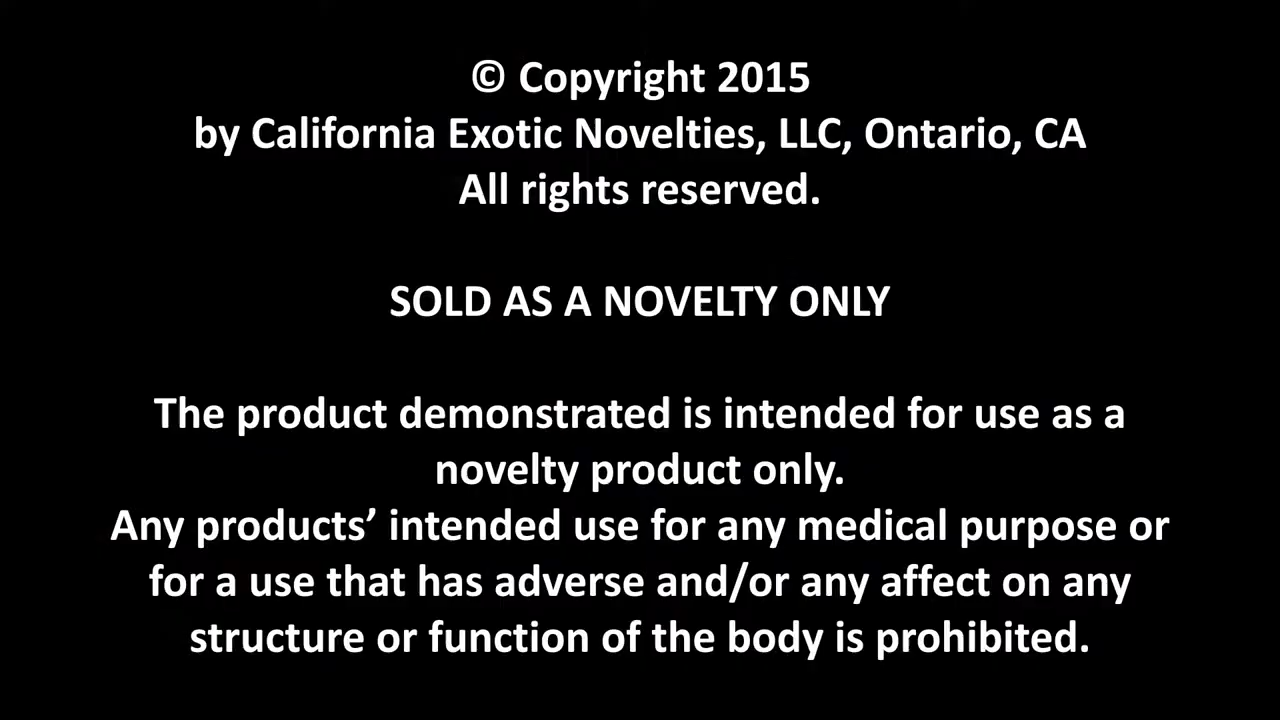 © Copyright 2015
by California Exotic Novelties, LLC, Ontario, CA
All rights reserved.
SOLD AS A NOVELTY ONLY
The product demonstrated is intended for use as a
novelty product only.
Any products’ intended use for any medical purpose or
for a use that has adverse and/or any affect on any
structure or function of the body is prohibited.